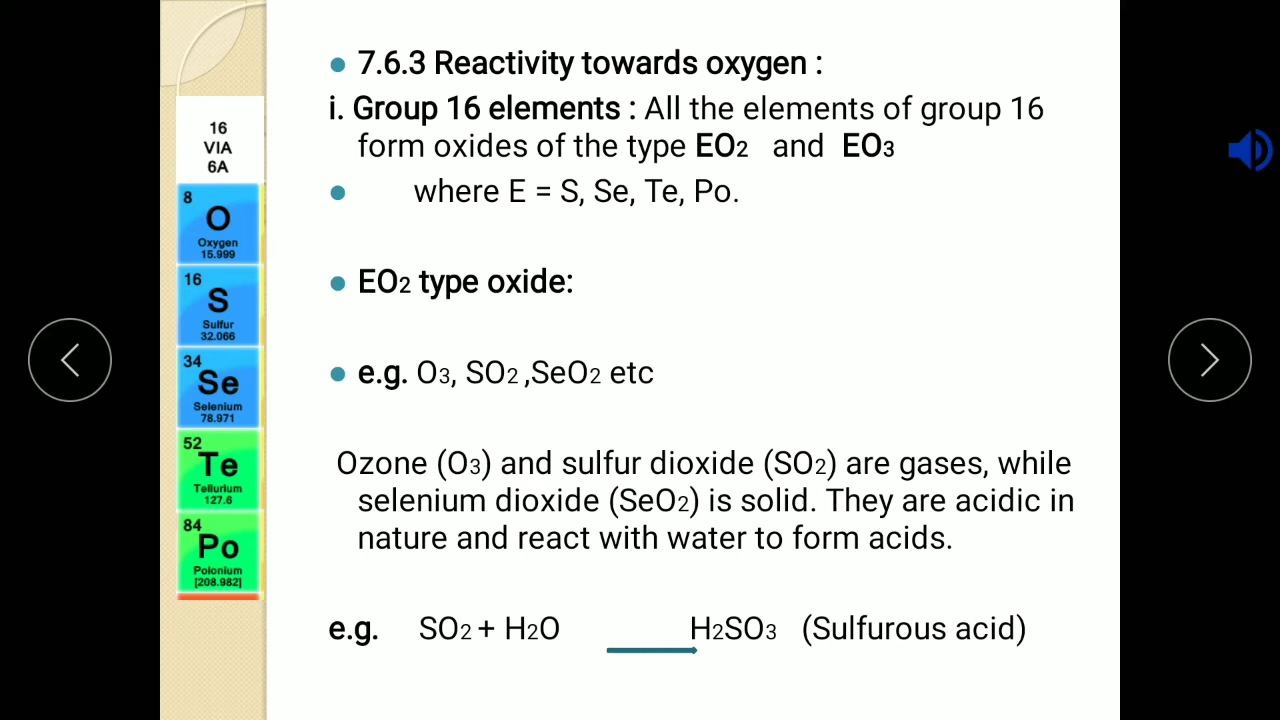 16
VIA
6A
8
O
Oxygen
15.999
16
S
Sulfur
32.066
34
Se
Selenium
78.971
52
Te
Tellurium
127.6
84
Po
Polonium
[208.982]
7.6.3 Reactivity towards oxygen :
i. Group 16 elements : All the elements of group 16
form oxides of the type EO2 and EO3
where E = S, Se, Te, Po.
EO2 type oxide:
e.g. O3, SO2 ,SeO2 etc
Ozone (O3) and sulfur dioxide (SO2) are gases, while
selenium dioxide (SeO2) is solid. They are acidic in
nature and react with water to form acids.
e.g. SO2 + H2O H2SO3 (Sulfurous acid)